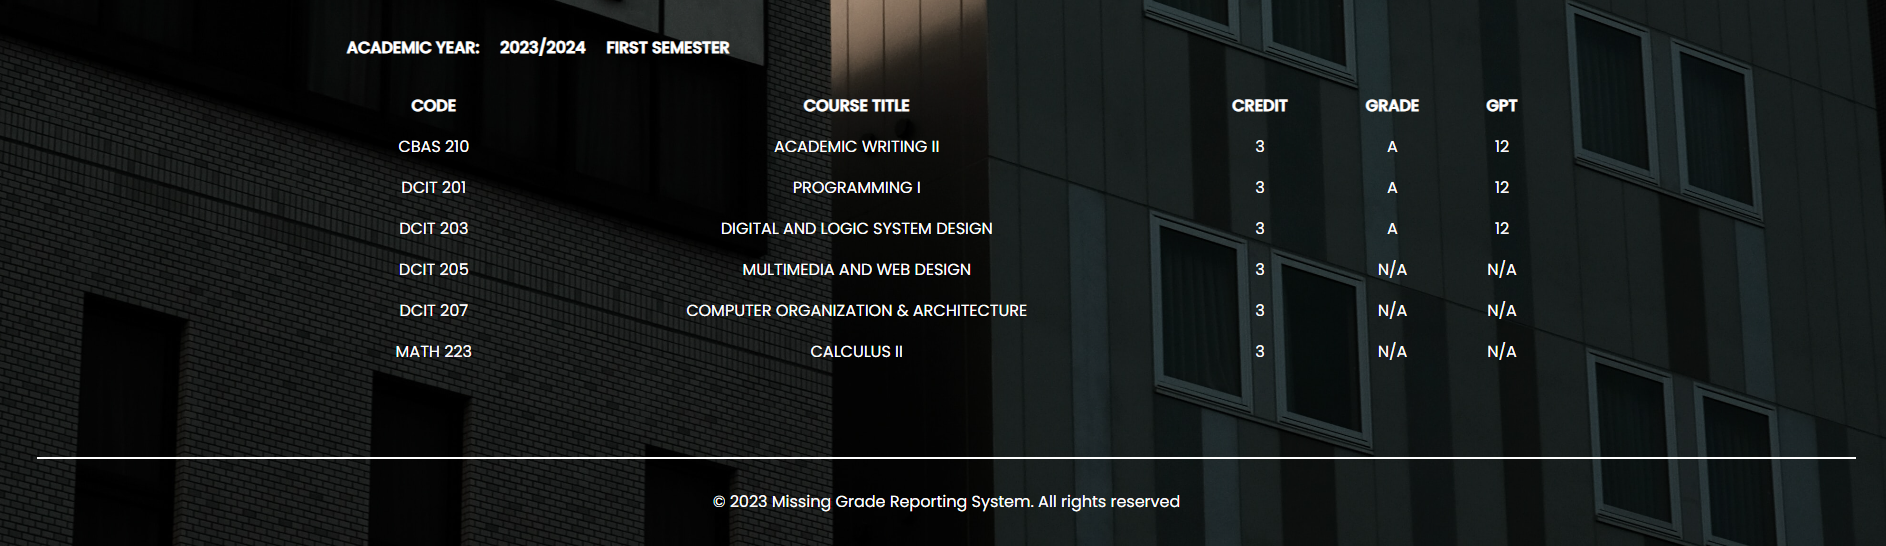 ACADEMIC YEAR: 2023/2024 FIRST SEMESTER
CODE COURSE TITLE CREDIT GRADE GPT
CBAS 210 ACADEMIC WRITING II 3 A 12
DCIT 201 PROGRAMMING I 3 A 12
DCIT 203 DIGITAL AND LOGIC SYSTEM DESIGN 3 A 12
DCIT 205 MULTIMEDIA AND WEB DESIGN 3 N/A N/A
DCIT 207 COMPUTER ORGANIZATION & ARCHITECTURE 3 N/A N/A
MATH 223 CALCULUS II 3 N/A N/A
© 2023 Missing Grade Reporting System. All rights reserved